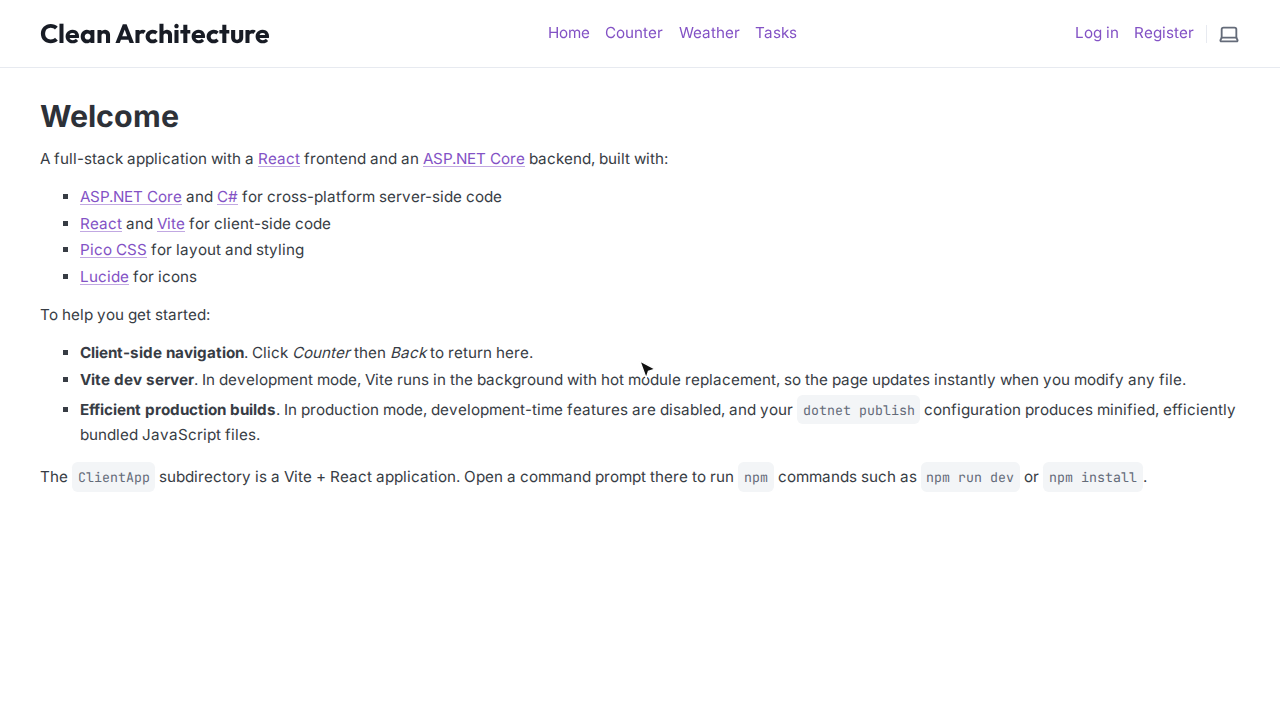 Clean Architecture
Home Counter Weather Tasks
Log in Register
Welcome
A full-stack application with a React frontend and an ASP.NET Core backend, built with:
ASP.NET Core and C# for cross-platform server-side code
React and Vite for client-side code
Pico CSS for layout and styling
Lucide for icons
To help you get started:
Client-side navigation. Click Counter then Back to return here.
Vite dev server. In development mode, Vite runs in the background with hot module replacement, so the page updates instantly when you modify any file.
Efficient production builds. In production mode, development-time features are disabled, and your dotnet publish configuration produces minified, efficiently
bundled JavaScript files.
The ClientApp subdirectory is a Vite + React application. Open a command prompt there to run npm commands such as npm run dev or npm install.